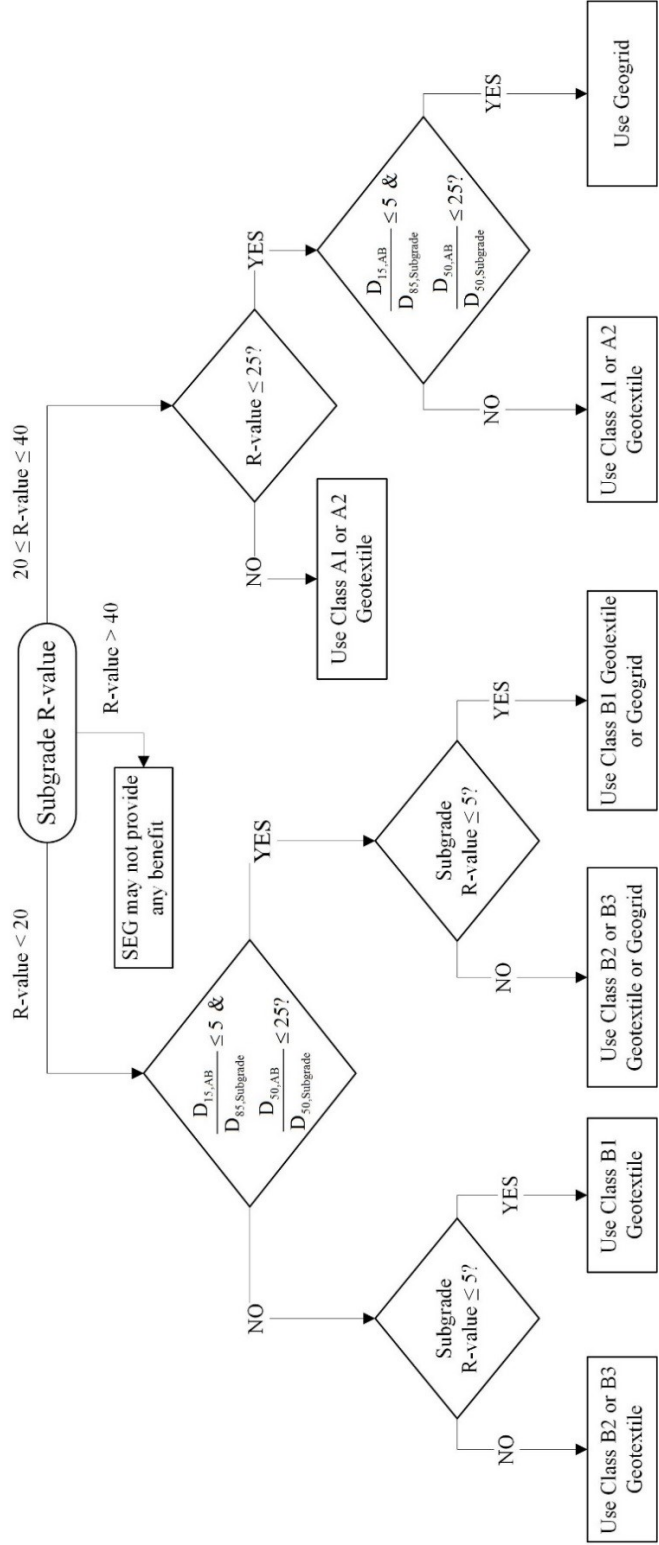 Subgrade R-value
R-value < 20
R-value > 40
20 ≤ R-value ≤ 40
SEG may not provide
any benefit
D15,AB
D85,Subgrade
≤ 5 &
D50,AB
D50,Subgrade
≤ 25?
NO
YES
Subgrade
R-value ≤ 5?
NO
YES
Use Class B2 or B3
Geotextile
Use Class B1
Geotextile
Subgrade
R-value ≤ 5?
NO
YES
Use Class B2 or B3
Geotextile or Geogrid
Use Class B1 Geotextile
or Geogrid
R-value ≤ 25?
NO
YES
Use Class A1 or A2
Geotextile
D15,AB
D85,Subgrade
≤ 5 &
D50,AB
D50,Subgrade
≤ 25?
NO
YES
Use Class A1 or A2
Geotextile
Use Geogrid